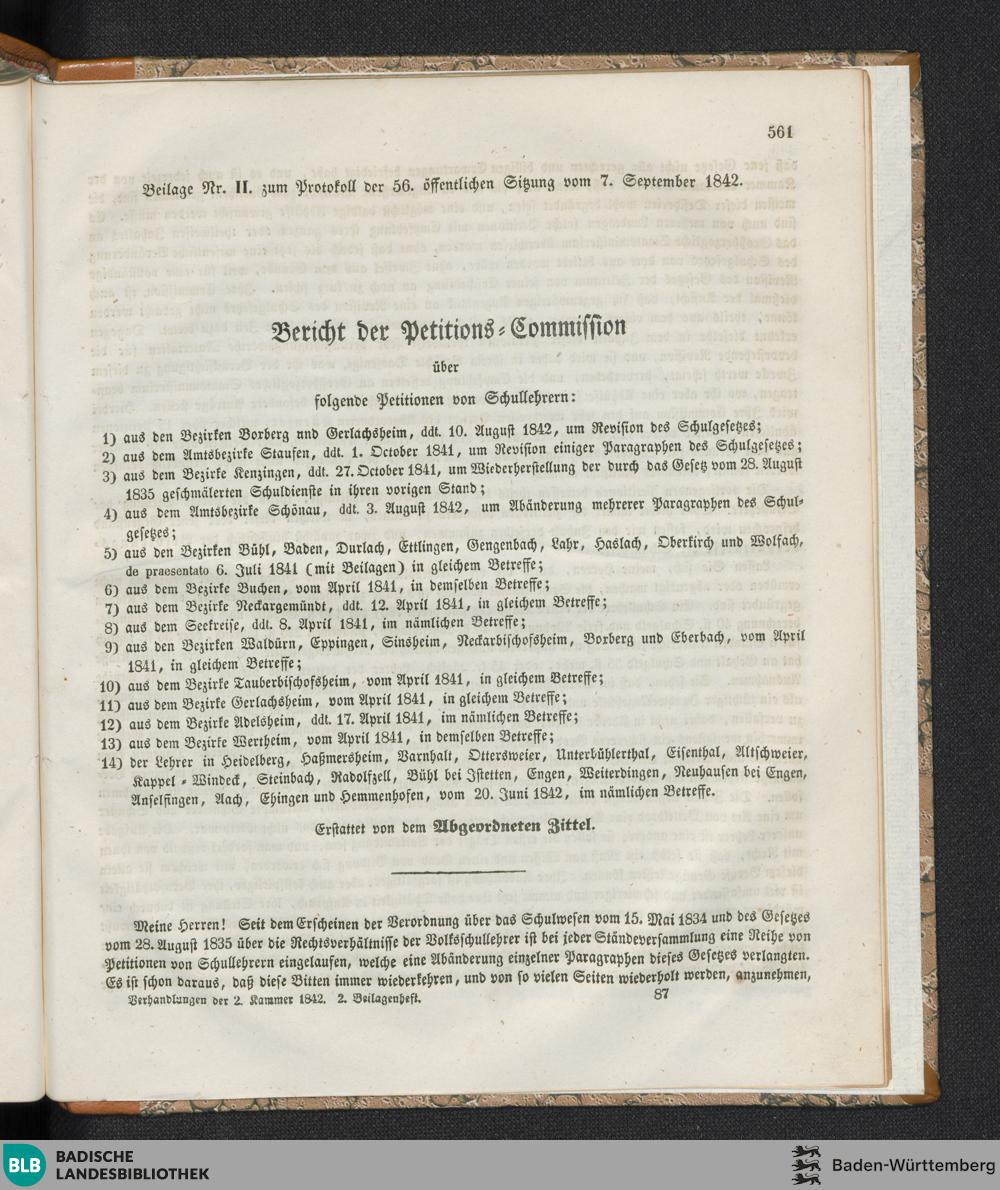 561
Beilage Nr. II. zum Protokoll der 56. öffentlichen Sitzung vom 7. September 1842.
Bericht der Petitions-Commission
über
folgende Petitionen von Schullehrern:
1) aus den Bezirken Borberg und Gerlachsheim, ddt. 10. August 1842, um Revision des Schulgesetzes;
2) aus dem Amtsbezirke Staufen, ddt. 1. October 1841, um Revision einiger Paragraphen des Schulgesetzes;
3) aus dem Bezirke Kenzingen, ddt. 27. October 1841, um Wiederherstellung der durch das Gesetz vom 28. August
1835 geschmälerten Schuldienste in ihren vorigen Stand;
4) aus dem Amtsbezirke Schönau, ddt. 3. August 1842, um Abänderung mehrerer Paragraphen des Schul-
gesetzes;
5) aus den Bezirken Bühl, Baden, Durlach, Ettlingen, Gengenbach, Lahr, Haslach, Oberkirch und Wolfach,
de praesentato 6. Juli 1841 (mit Beilagen) in gleichem Betreffe;
6) aus dem Bezirke Buchen, vom April 1841, in demselben Betreffe;
7) aus dem Bezirke Neckargemündt, ddt. 12. April 1841, in gleichem Betreffe;
8) aus dem Seekreise, ddt. 8. April 1841, im nämlichen Betreffe;
9) aus den Bezirken Waldürn, Eppingen, Sinsheim, Neckarbischofsheim, Borberg und Eberbach, vom April
1841, in gleichem Betreffe;
10) aus dem Bezirke Tauberbischofsheim, vom April 1841, in gleichem Betreffe;
11) aus dem Bezirke Gerlachsheim, vom April 1841, in gleichem Betreffe;
12) aus dem Bezirke Adelsheim, ddt. 17. April 1841, im nämlichen Betreffe;
13) aus dem Bezirke Wertheim, vom April 1841, in demselben Betreffe;
14) der Lehrer in Heidelberg, Haßmersheim, Varnhalt, Ottersweier, Unterbühlerthal, Eisenthal, Altschweier,
Kappel-Windeck, Steinbach, Radolfzell, Bühl bei Jstetten, Engen, Weiterdingen, Neuhausen bei Engen,
Anselfingen, Aach, Ehingen und Hemmenhofen, vom 20. Juni 1842, im nämlichen Betreffe.
Erstattet von dem Abgeordneten Zittel.
Meine Herren! Seit dem Erscheinen der Verordnung über das Schulwesen vom 15. Mai 1834 und des Gesetzes
vom 28. August 1835 über die Rechtsverhältnisse der Volksschullehrer ist bei jeder Ständeversammlung eine Reihe von
Petitionen von Schullehrern eingelaufen, welche eine Abänderung einzelner Paragraphen dieses Gesetzes verlangten.
Es ist schon daraus, daß diese Bitten immer wiederkehren, und von so vielen Seiten wiederholt werden, anzunehmen,
Verhandlungen der 2. Kammer 1842. 2. Beilagenheft. 87
BLB BADISCHE
LANDESBIBLIOTHEK
Baden-Württemberg